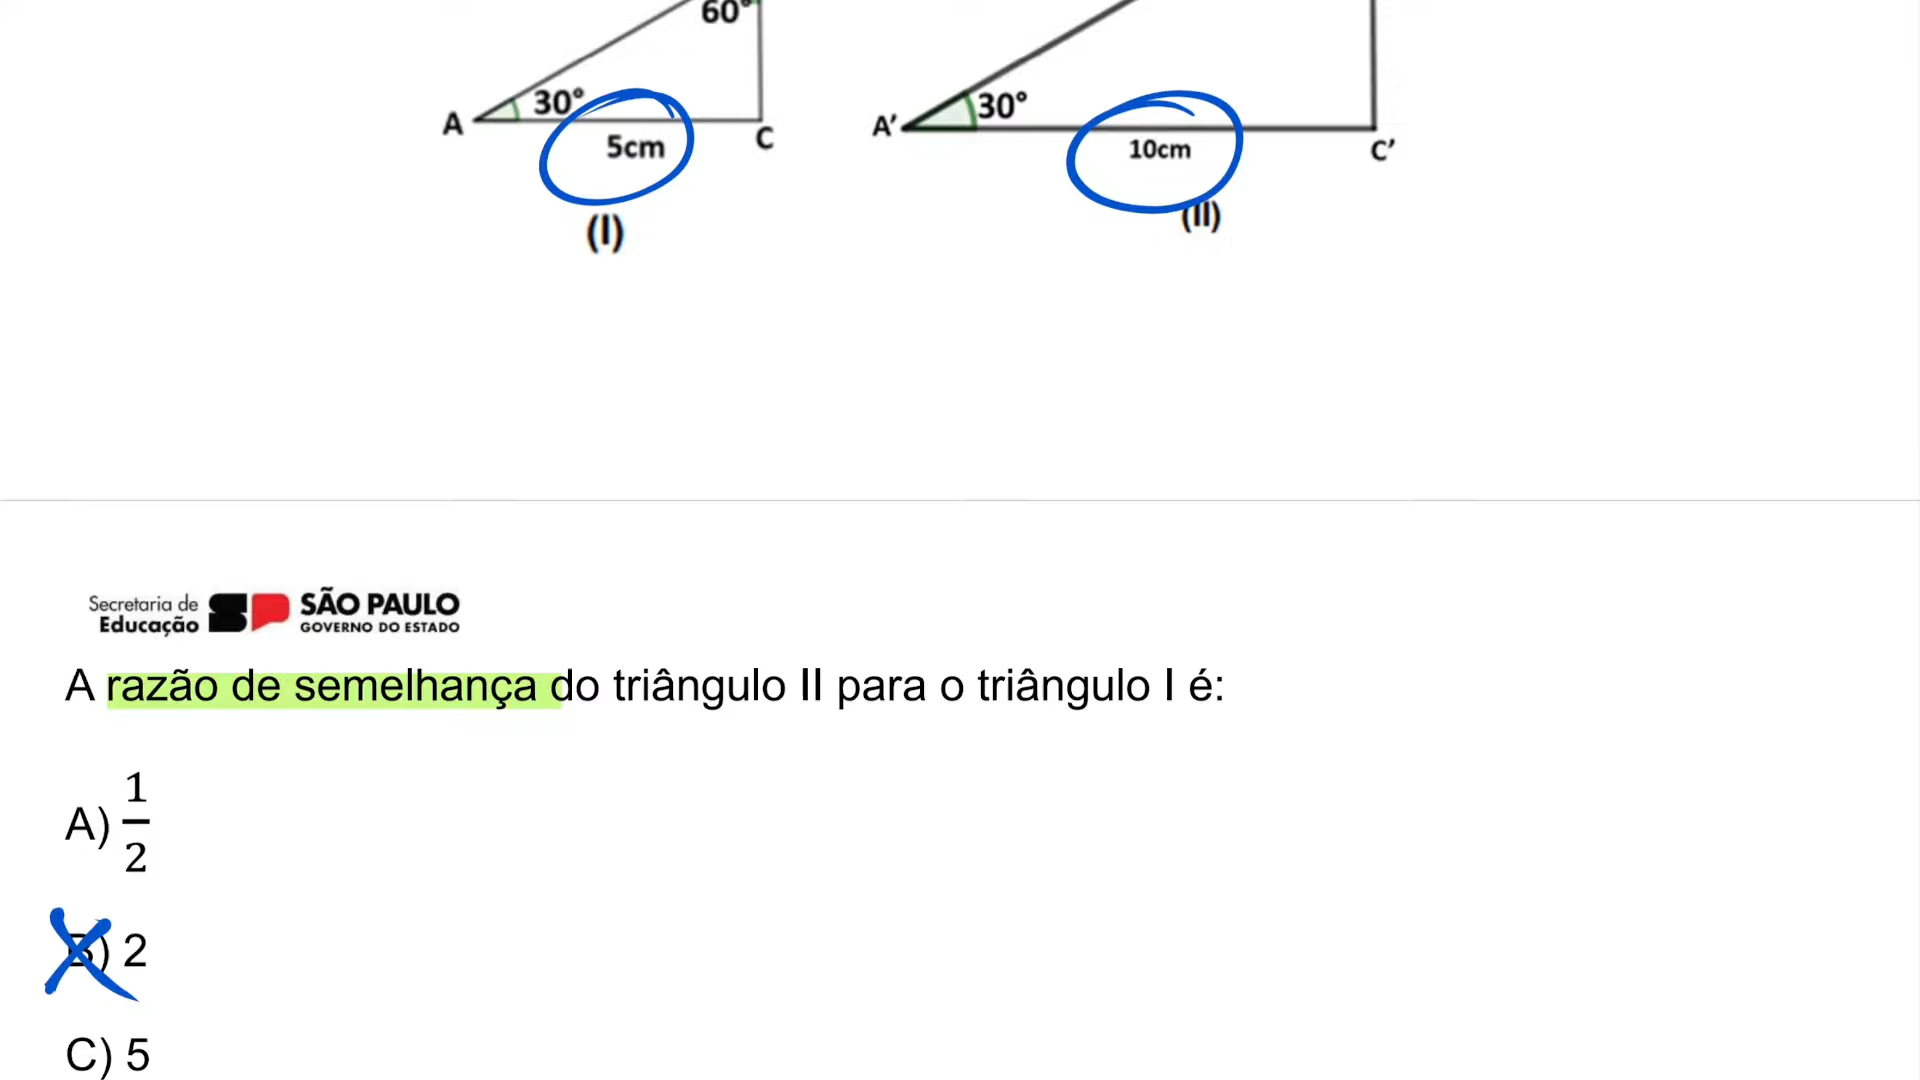 60°
30°
A
5cm
C
(I)
30°
A’
10cm
C’
(II)
Secretaria de
Educação
SÃO PAULO
GOVERNO DO ESTADO
A razão de semelhança do triângulo II para o triângulo I é:
A) 1/2
B) 2
C) 5